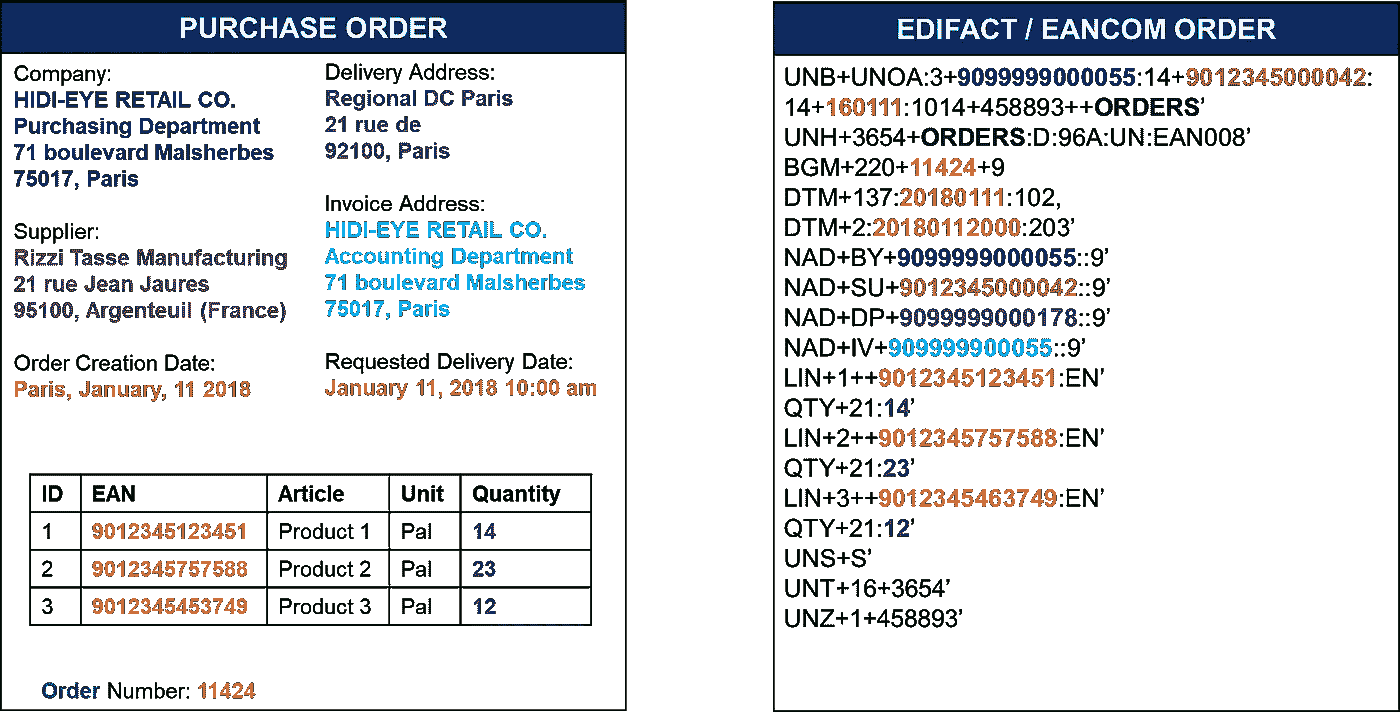 PURCHASE ORDER
Company:
HIDI-EYE RETAIL CO.
Purchasing Department
71 boulevard Malsherbes
75017, Paris
Delivery Address:
Regional DC Paris
21 rue de
92100, Paris
Supplier:
Rizzi Tasse Manufacturing
21 rue Jean Jaures
95100, Argenteuil (France)
Invoice Address:
HIDI-EYE RETAIL CO.
Accounting Department
71 boulevard Malsherbes
75017, Paris
Order Creation Date:
Paris, January, 11 2018
Requested Delivery Date:
January 11, 2018 10:00 am
ID EAN Article Unit Quantity
1 9012345123451 Product 1 Pal 14
2 9012345757588 Product 2 Pal 23
3 9012345453749 Product 3 Pal 12
Order Number: 11424
EDIFACT / EANCOM ORDER
UNB+UNOA:3+9099999000055:14+9012345000042:
14+160111:1014+458893++ORDERS’
UNH+3654+ORDERS:D:96A:UN:EAN008’
BGM+220+11424+9
DTM+137:20180111:102,
DTM+2:20180112000:203’
NAD+BY+9099999000055::9’
NAD+SU+9012345000042::9’
NAD+DP+9099999000178::9’
NAD+IV+909999900055::9’
LIN+1++9012345123451:EN’
QTY+21:14’
LIN+2++9012345757588:EN’
QTY+21:23’
LIN+3++9012345463749:EN’
QTY+21:12’
UNS+S’
UNT+16+3654’
UNZ+1+458893’